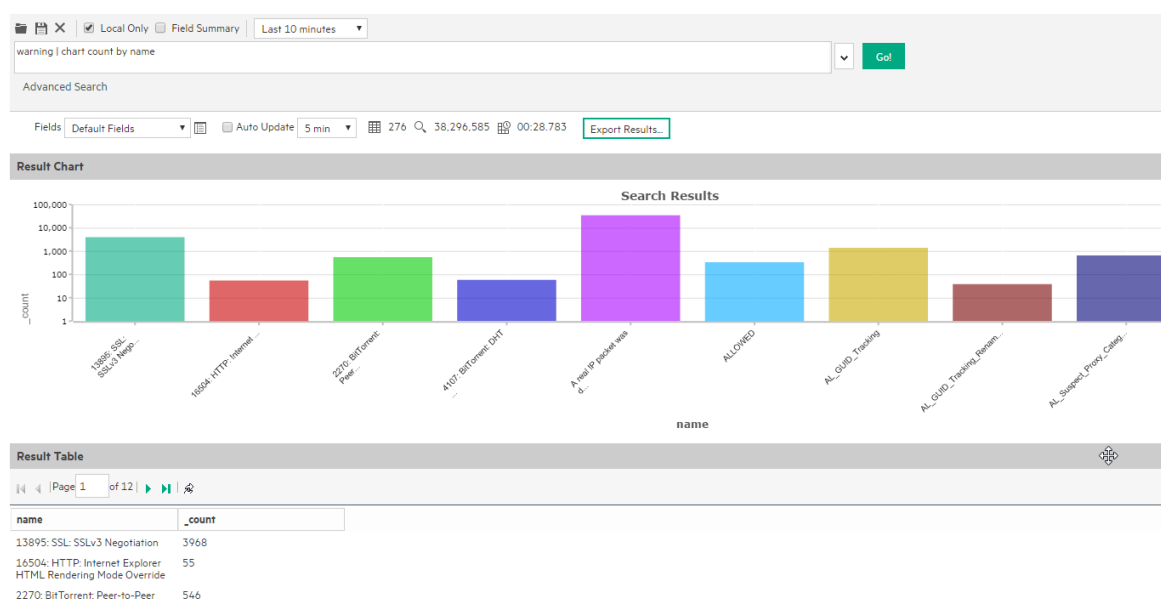 Local Only Field Summary Last 10 minutes
warning | chart count by name
Go!
Advanced Search
Fields Default Fields Auto Update 5 min 276 38,296,585 00:28.783 Export Results...
Result Chart
Search Results
100,000
10,000
1,000
100
10
1
_count
13895: SSL:
SSLv3 Nego...
16504: HTTP: Internet ...
2270: BitTorrent:
Peer...
4107: BitTorrent: DHT
...
A real IP packet was
d...
ALLOWED
AL_GUID_Tracking
AL_GUID_Tracking_Renam...
AL_Suspect_Proxy_Categ...
name
Result Table
Page 1 of 12
name _count
13895: SSL: SSLv3 Negotiation 3968
16504: HTTP: Internet Explorer 55
HTML Rendering Mode Override
2270: BitTorrent: Peer-to-Peer 546